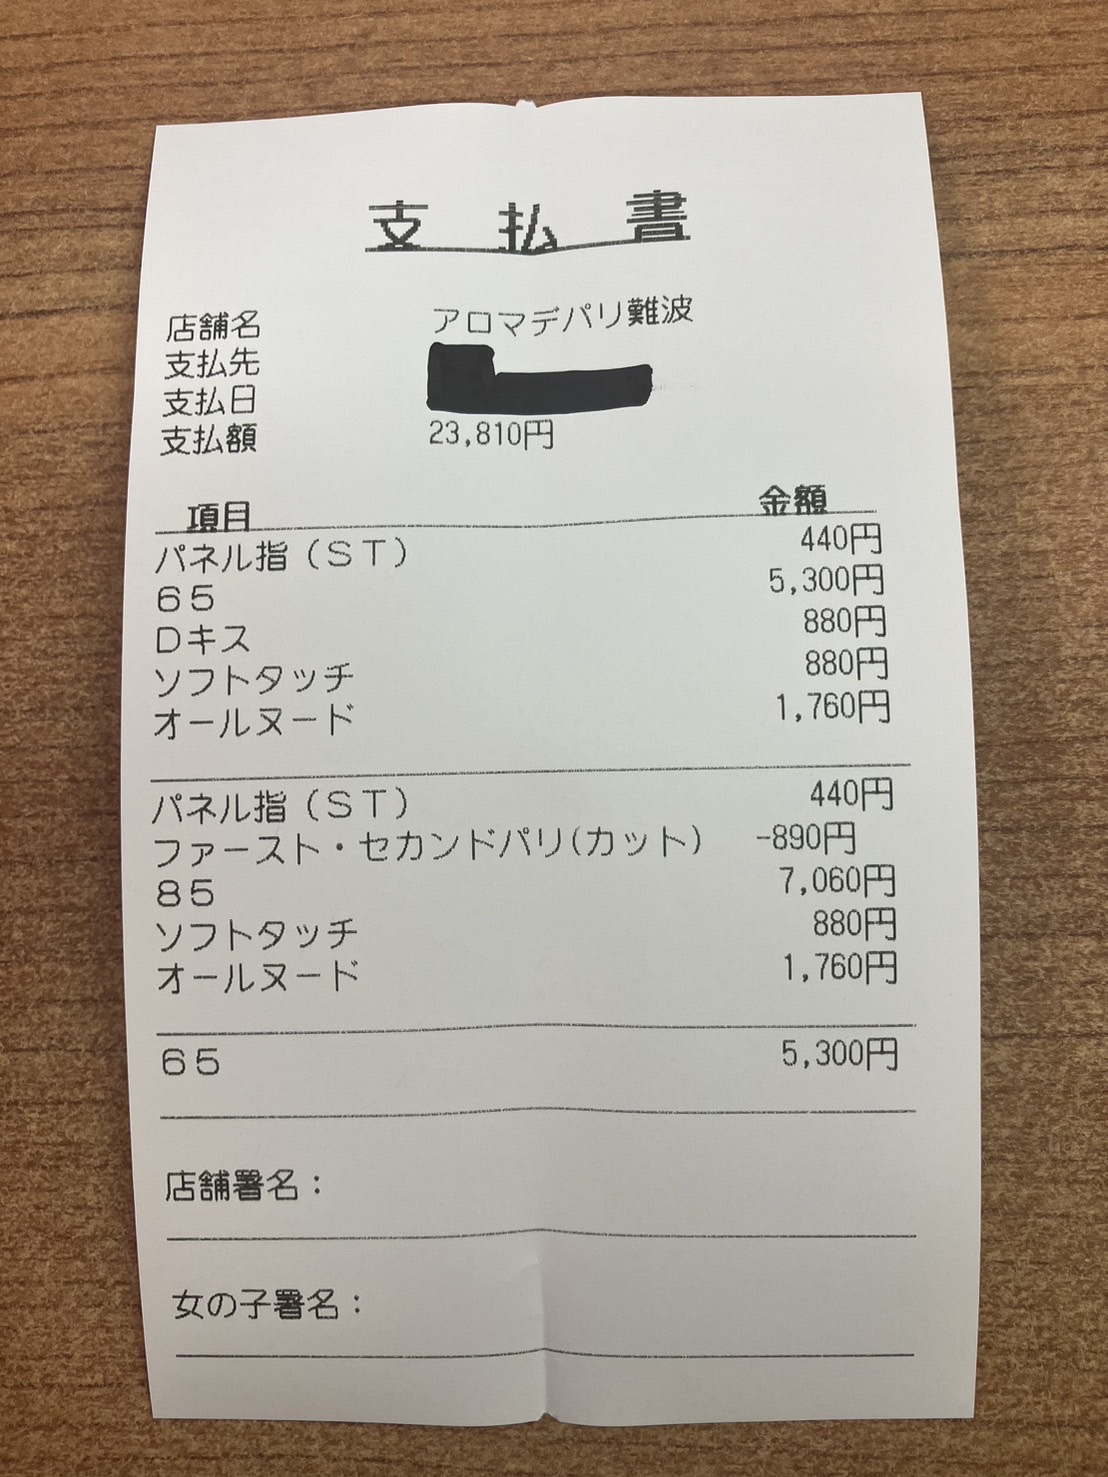 支払書
店舗名 アロマデパリ難波
支払先
支払日
支払額 23,810円
項目 金額
パネル指(ST) 440円
65 5,300円
Dキス 880円
ソフトタッチ 880円
オールヌード 1,760円
パネル指(ST) 440円
ファースト・セカンドパリ(カット) -890円
85 7,060円
ソフトタッチ 880円
オールヌード 1,760円
65 5,300円
店舗署名:
女の子署名: